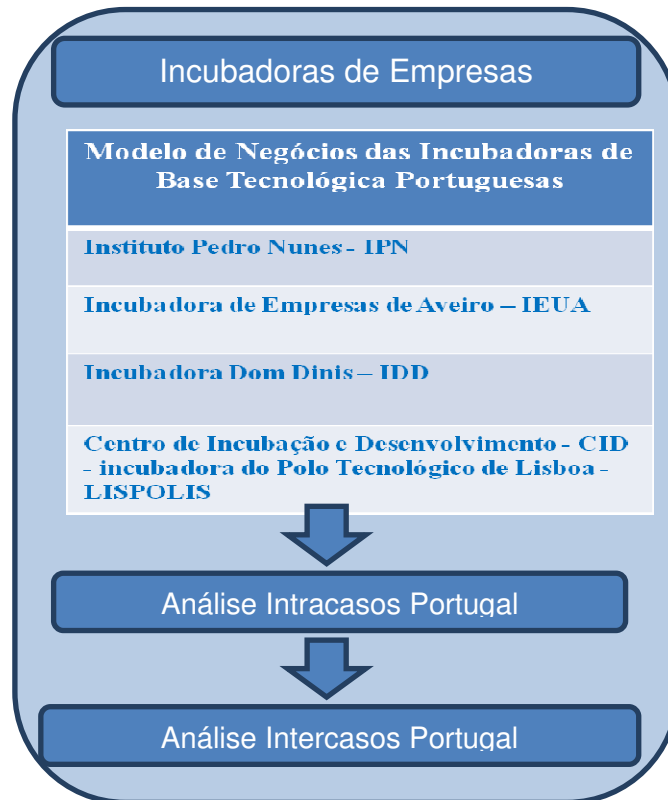 Incubadoras de Empresas
Modelo de Negócios das Incubadoras de
Base Tecnológica Portuguesas
Instituto Pedro Nunes - IPN
Incubadora de Empresas de Aveiro – IEUA
Incubadora Dom Dinis – IDD
Centro de Incubação e Desenvolvimento - CID
- incubadora do Polo Tecnológico de Lisboa -
LISPOLIS
Análise Intracasos Portugal
Análise Intercasos Portugal